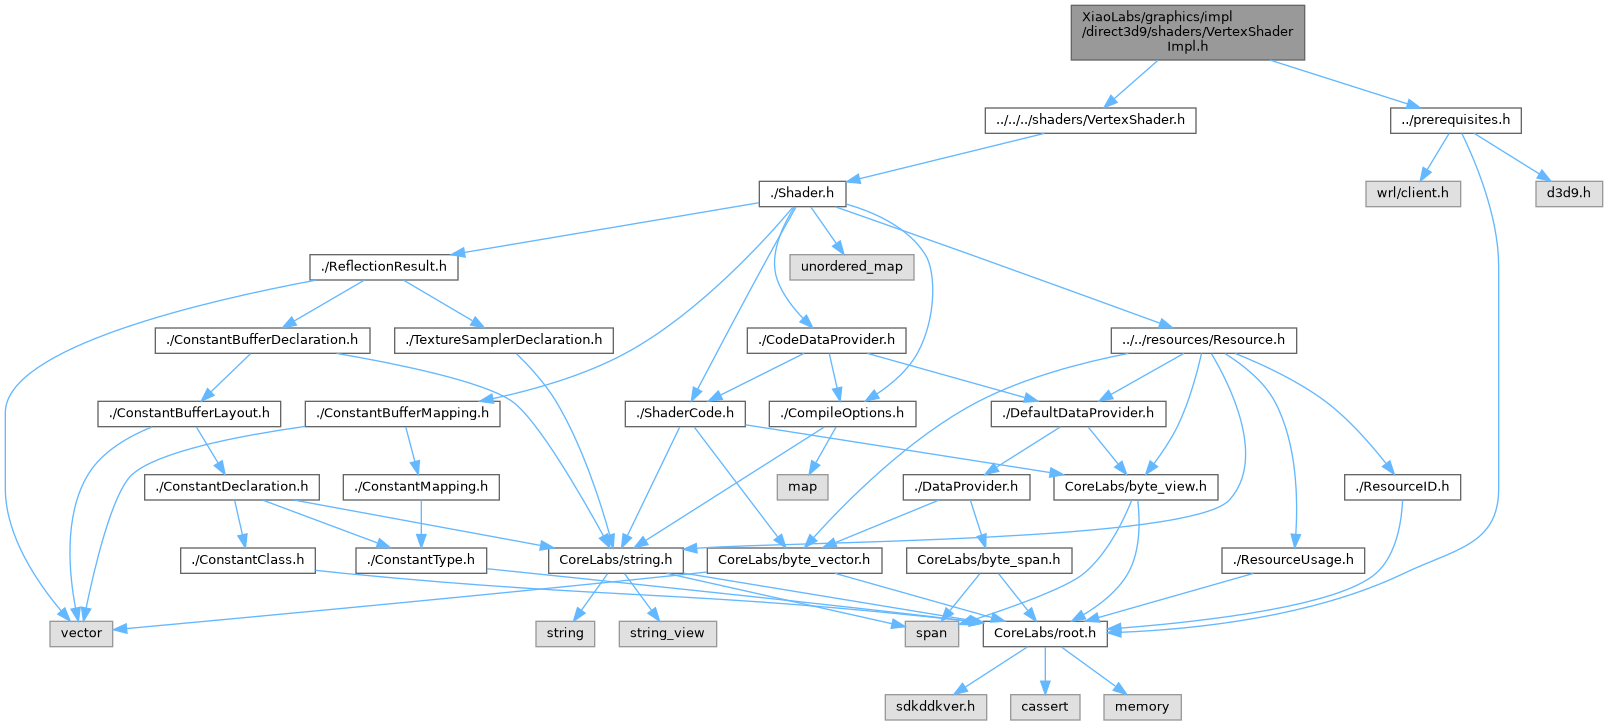 XiaoLabs/graphics/impl
/direct3d9/shaders/VertexShader
Impl.h
../../../shaders/VertexShader.h
../prerequisites.h
./Shader.h
wrl/client.h
d3d9.h
./ReflectionResult.h
unordered_map
./ConstantBufferDeclaration.h
./TextureSamplerDeclaration.h
./CodeDataProvider.h
../../resources/Resource.h
./ConstantBufferLayout.h
./ConstantBufferMapping.h
./ShaderCode.h
./CompileOptions.h
./DefaultDataProvider.h
./ConstantDeclaration.h
./ConstantMapping.h
map
./DataProvider.h
CoreLabs/byte_view.h
./ResourceID.h
./ConstantClass.h
./ConstantType.h
CoreLabs/string.h
CoreLabs/byte_vector.h
CoreLabs/byte_span.h
./ResourceUsage.h
vector
string
string_view
span
CoreLabs/root.h
sdkddkver.h
cassert
memory